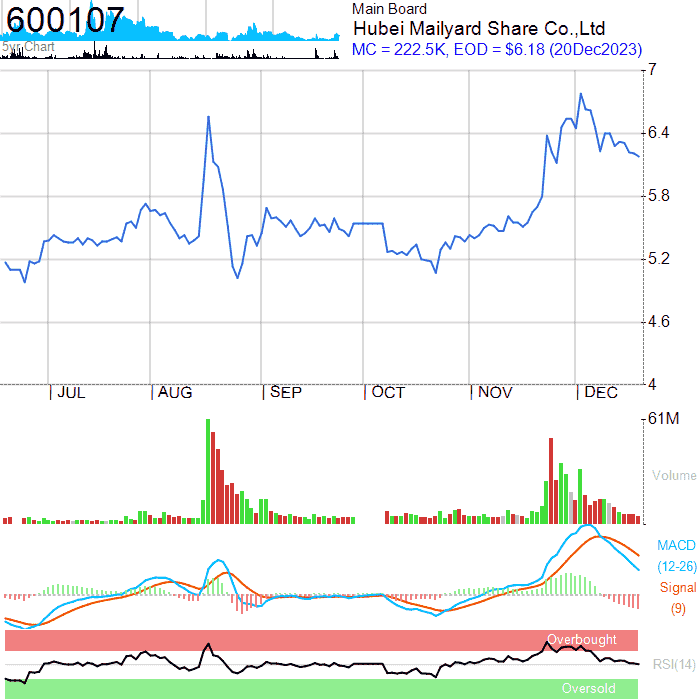 600107
5yr Chart
Main Board
Hubei Mailyard Share Co.,Ltd
MC = 222.5K, EOD = $6.18 (20Dec2023)
7
6.4
5.8
5.2
4.6
4
JUL AUG SEP OCT NOV DEC
61M
Volume
MACD
(12-26)
Signal
(9)
Overbought
RSI(14)
Oversold